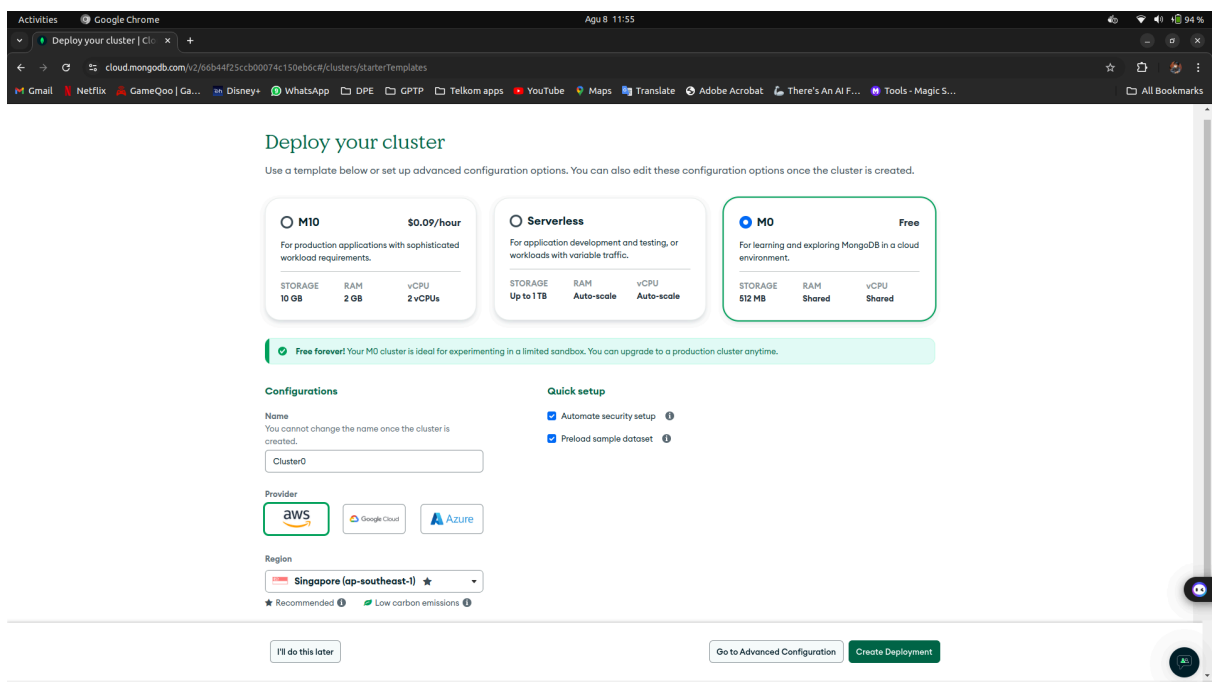 Activities Google Chrome Agu 8 11:55 94 %
Deploy your cluster | Clo
cloud.mongodb.com/v2/66b44f25ccb00074c150eb6c#/clusters/starterTemplates
Gmail Netflix GameQoo | Ga... Disney+ WhatsApp DPE GPTP Telkom apps YouTube Maps Translate Adobe Acrobat There's An AI F... Tools - Magic S... All Bookmarks
Deploy your cluster
Use a template below or set up advanced configuration options. You can also edit these configuration options once the cluster is created.
M10 $0.09/hour
For production applications with sophisticated
workload requirements.
STORAGE RAM vCPU
10 GB 2 GB 2 vCPUs
Serverless
For application development and testing, or
workloads with variable traffic.
STORAGE RAM vCPU
Up to 1 TB Auto-scale Auto-scale
M0 Free
For learning and exploring MongoDB in a cloud
environment.
STORAGE RAM vCPU
512 MB Shared Shared
Free forever! Your M0 cluster is ideal for experimenting in a limited sandbox. You can upgrade to a production cluster anytime.
Configurations
Name
You cannot change the name once the cluster is
created.
Cluster0
Provider
aws Google Cloud Azure
Region
Singapore (ap-southeast-1)
Recommended Low carbon emissions
Quick setup
Automate security setup
Preload sample dataset
I'll do this later Go to Advanced Configuration Create Deployment